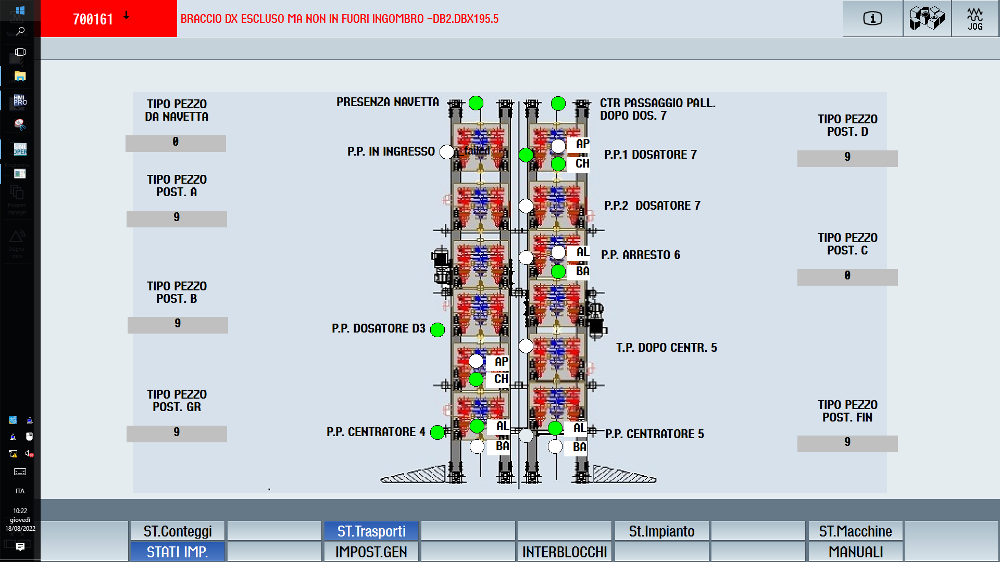 700161
BRACCIO DX ESCLUSO MA NON IN FUORI INGOMBRO -DB2.DBX195.5
JOG
TIPO PEZZO
DA NAVETTA
0
TIPO PEZZO
POST. A
9
TIPO PEZZO
POST. B
9
TIPO PEZZO
POST. GR
9
PRESENZA NAVETTA
P.P. IN INGRESSO
_failed
P.P. DOSATORE D3
AP
CH
P.P. CENTRATORE 4
AL
BA
CTR PASSAGGIO PALL.
DOPO DOS. 7
AP
P.P.1 DOSATORE 7
CH
P.P.2 DOSATORE 7
AL
P.P. ARRESTO 6
BA
T.P. DOPO CENTR. 5
AL
P.P. CENTRATORE 5
BA
TIPO PEZZO
POST. D
9
TIPO PEZZO
POST. C
0
TIPO PEZZO
POST. FIN
9
HMI
PRO
SINU
OPER
Program
manager
Diagno-
stica
ITA
10:22
giovedì
18/08/2022
ST.Conteggi
ST.Trasporti
St.Impianto
ST.Macchine
STATI IMP.
IMPOST.GEN
INTERBLOCCHI
MANUALI